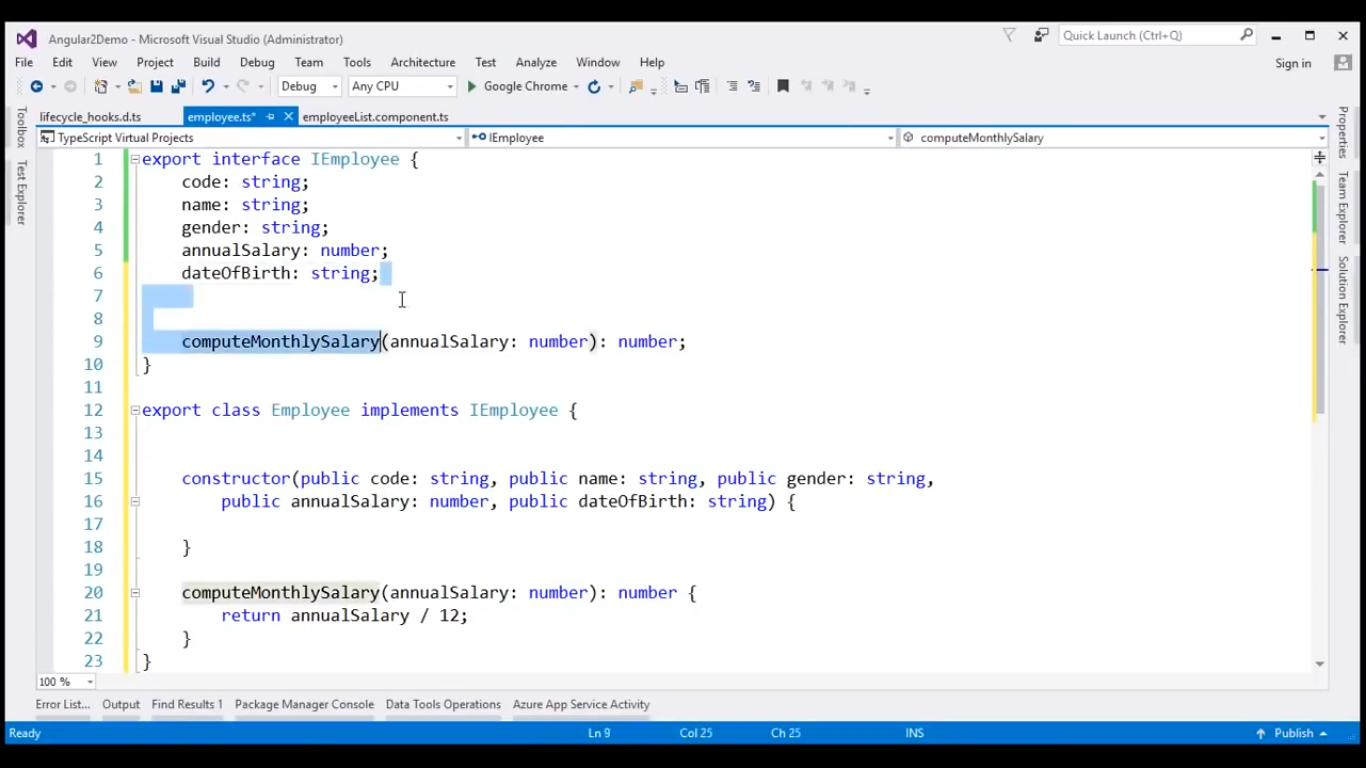 Angular2Demo - Microsoft Visual Studio (Administrator)
Quick Launch (Ctrl+Q)
File Edit View Project Build Debug Team Tools Architecture Test Analyze Window Help
Sign in
Debug Any CPU Google Chrome
lifecycle_hooks.d.ts employee.ts* employeeList.component.ts
TypeScript Virtual Projects IEmployee computeMonthlySalary
Toolbox
Test Explorer
Properties
Team Explorer
Solution Explorer
1 export interface IEmployee {
2 code: string;
3 name: string;
4 gender: string;
5 annualSalary: number;
6 dateOfBirth: string;
7
8
9 computeMonthlySalary(annualSalary: number): number;
10 }
11
12 export class Employee implements IEmployee {
13
14
15 constructor(public code: string, public name: string, public gender: string,
16 public annualSalary: number, public dateOfBirth: string) {
17
18 }
19
20 computeMonthlySalary(annualSalary: number): number {
21 return annualSalary / 12;
22 }
23 }
100 %
Error List... Output Find Results 1 Package Manager Console Data Tools Operations Azure App Service Activity
Ready Ln 9 Col 25 Ch 25 INS Publish